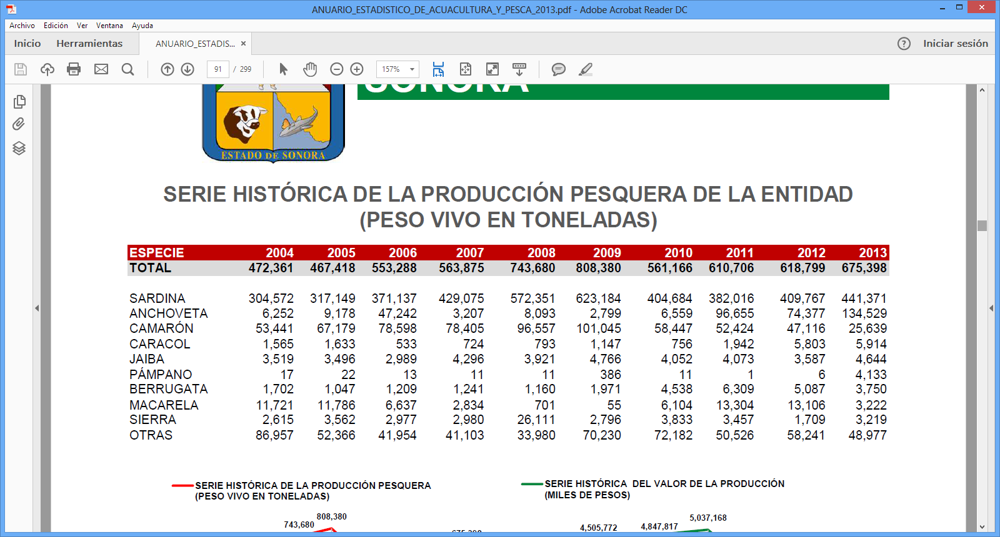 ANUARIO_ESTADISTICO_DE_ACUACULTURA_Y_PESCA_2013.pdf - Adobe Acrobat Reader DC
Archivo Edición Ver Ventana Ayuda
Inicio Herramientas ANUARIO_ESTADIS... × ? Iniciar sesión
91 / 299 157%
SONORA
ESTADO DE SONORA
SERIE HISTÓRICA DE LA PRODUCCIÓN PESQUERA DE LA ENTIDAD
(PESO VIVO EN TONELADAS)
ESPECIE 2004 2005 2006 2007 2008 2009 2010 2011 2012 2013
TOTAL 472,361 467,418 553,288 563,875 743,680 808,380 561,166 610,706 618,799 675,398
SARDINA 304,572 317,149 371,137 429,075 572,351 623,184 404,684 382,016 409,767 441,371
ANCHOVETA 6,252 9,178 47,242 3,207 8,093 2,799 6,559 96,655 74,377 134,529
CAMARÓN 53,441 67,179 78,598 78,405 96,557 101,045 58,447 52,424 47,116 25,639
CARACOL 1,565 1,633 533 724 793 1,147 756 1,942 5,803 5,914
JAIBA 3,519 3,496 2,989 4,296 3,921 4,766 4,052 4,073 3,587 4,644
PÁMPANO 17 22 13 11 11 386 11 1 6 4,133
BERRUGATA 1,702 1,047 1,209 1,241 1,160 1,971 4,538 6,309 5,087 3,750
MACARELA 11,721 11,786 6,637 2,834 701 55 6,104 13,304 13,106 3,222
SIERRA 2,615 3,562 2,977 2,980 26,111 2,796 3,833 3,457 1,709 3,219
OTRAS 86,957 52,366 41,954 41,103 33,980 70,230 72,182 50,526 58,241 48,977
SERIE HISTÓRICA DE LA PRODUCCIÓN PESQUERA
(PESO VIVO EN TONELADAS)
808,380
743,680
SERIE HISTÓRICA DEL VALOR DE LA PRODUCCIÓN
(MILES DE PESOS)
5,037,168
4,505,772 4,847,817